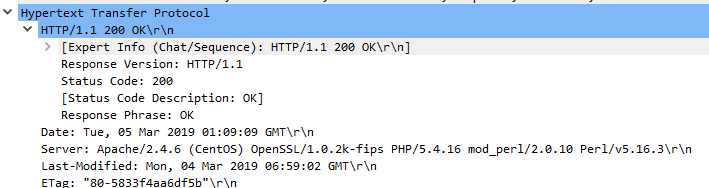 Hypertext Transfer Protocol
HTTP/1.1 200 OK\r\n
[Expert Info (Chat/Sequence): HTTP/1.1 200 OK\r\n]
Response Version: HTTP/1.1
Status Code: 200
[Status Code Description: OK]
Response Phrase: OK
Date: Tue, 05 Mar 2019 01:09:09 GMT\r\n
Server: Apache/2.4.6 (CentOS) OpenSSL/1.0.2k-fips PHP/5.4.16 mod_perl/2.0.10 Perl/v5.16.3\r\n
Last-Modified: Mon, 04 Mar 2019 06:59:02 GMT\r\n
ETag: "80-5833f4aa6df5b"\r\n